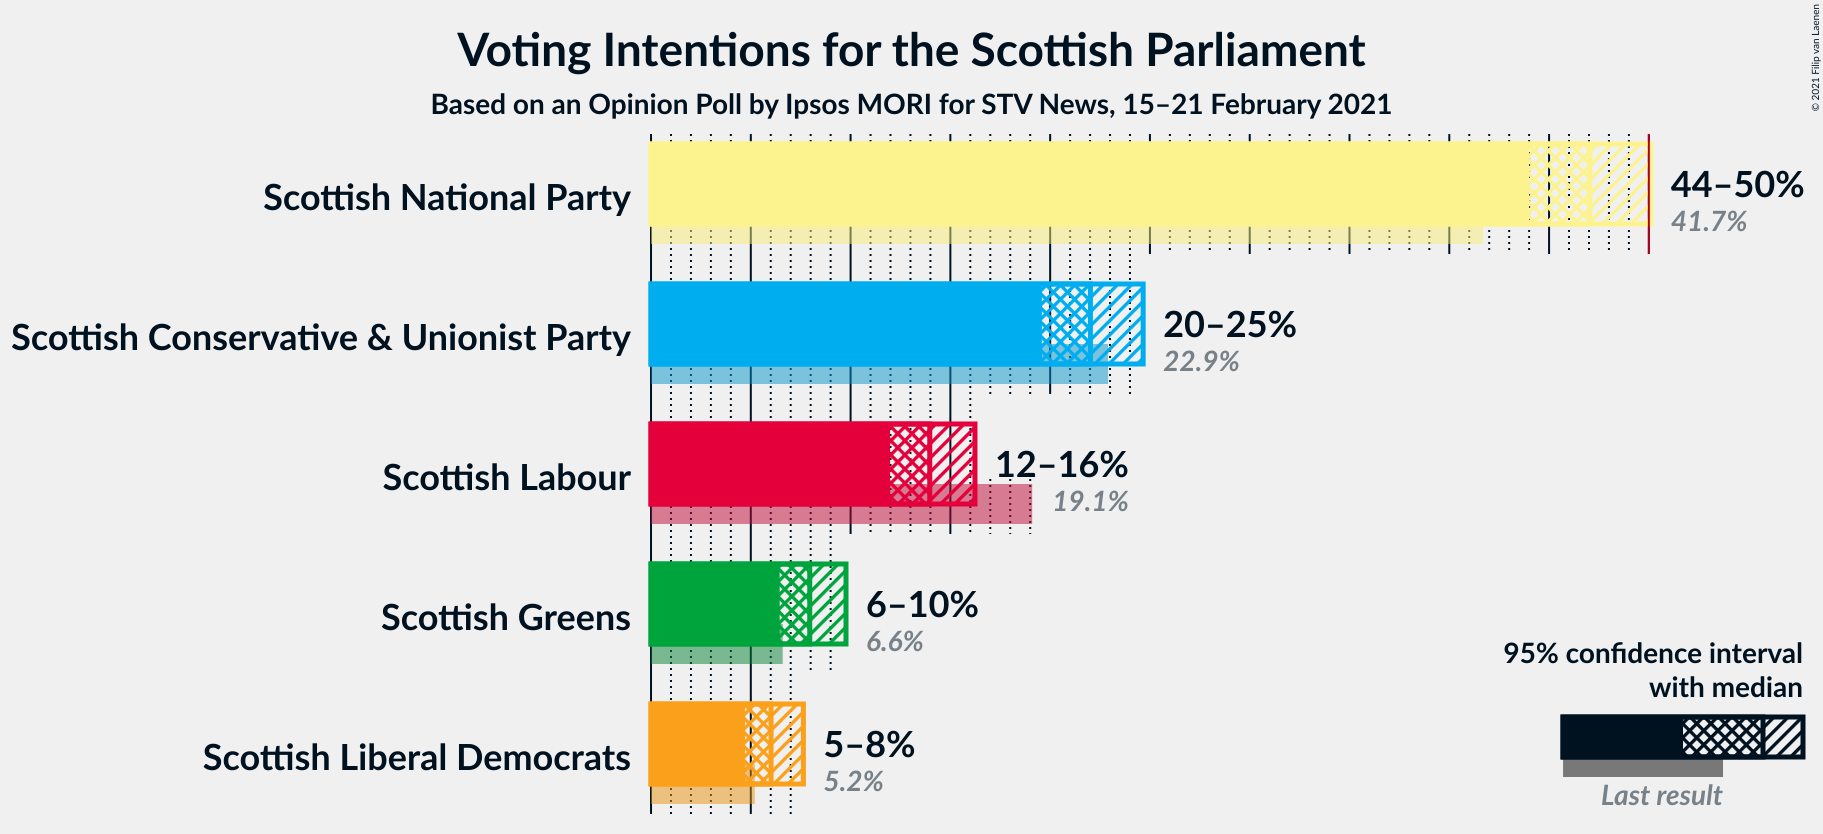 Voting Intentions for the Scottish Parliament
Based on an Opinion Poll by Ipsos MORI for STV News, 15–21 February 2021
© 2021 Filip van Laenen
Scottish National Party
44–50%
41.7%
Scottish Conservative & Unionist Party
20–25%
22.9%
Scottish Labour
12–16%
19.1%
Scottish Greens
6–10%
6.6%
Scottish Liberal Democrats
5–8%
5.2%
95% confidence interval
with median
Last result